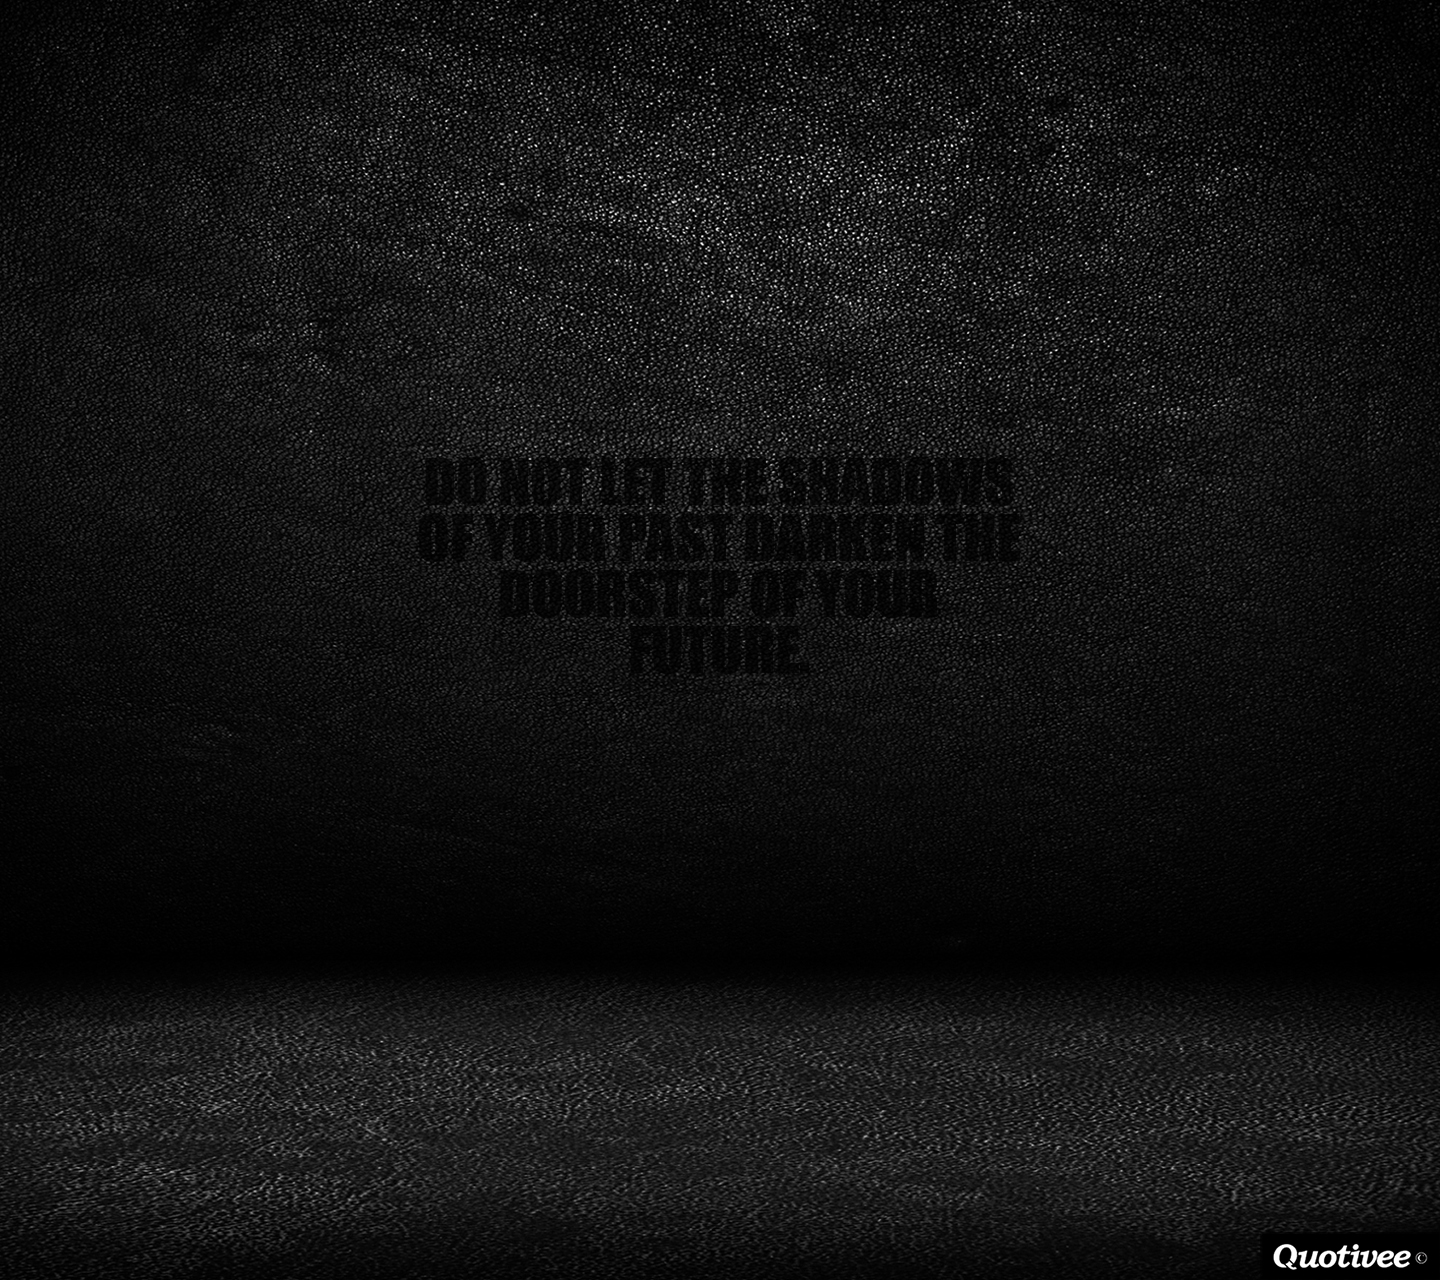 DO NOT LET THE SHADOWS
OF YOUR PAST DARKEN THE
DOORSTEP OF YOUR
FUTURE.
Quotivee ©